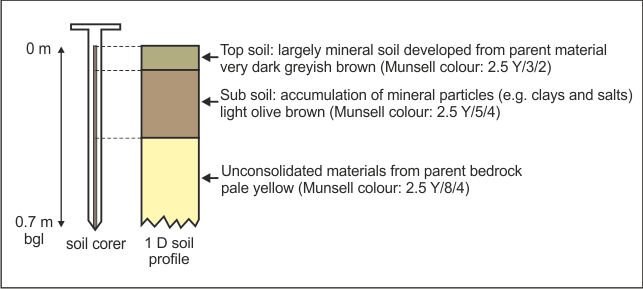 0 m
Top soil: largely mineral soil developed from parent material
very dark greyish brown (Munsell colour: 2.5 Y/3/2)
Sub soil: accumulation of mineral particles (e.g. clays and salts)
light olive brown (Munsell colour: 2.5 Y/5/4)
Unconsolidated materials from parent bedrock
pale yellow (Munsell colour: 2.5 Y/8/4)
0.7 m
bgl
soil corer
1 D soil
profile